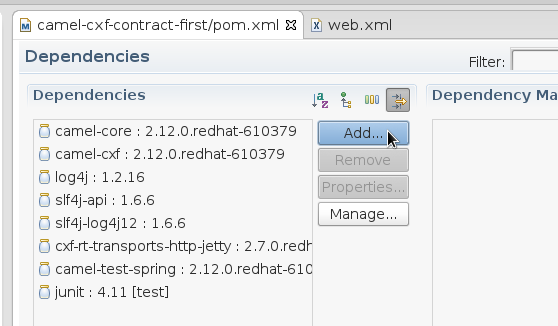 camel-cxf-contract-first/pom.xml
web.xml
Dependencies
Filter:
Dependencies
Dependency Ma
camel-core : 2.12.0.redhat-610379
camel-cxf : 2.12.0.redhat-610379
log4j : 1.2.16
slf4j-api : 1.6.6
slf4j-log4j12 : 1.6.6
cxf-rt-transports-http-jetty : 2.7.0.redh
camel-test-spring : 2.12.0.redhat-610
junit : 4.11 [test]
Add...
Remove
Properties...
Manage...